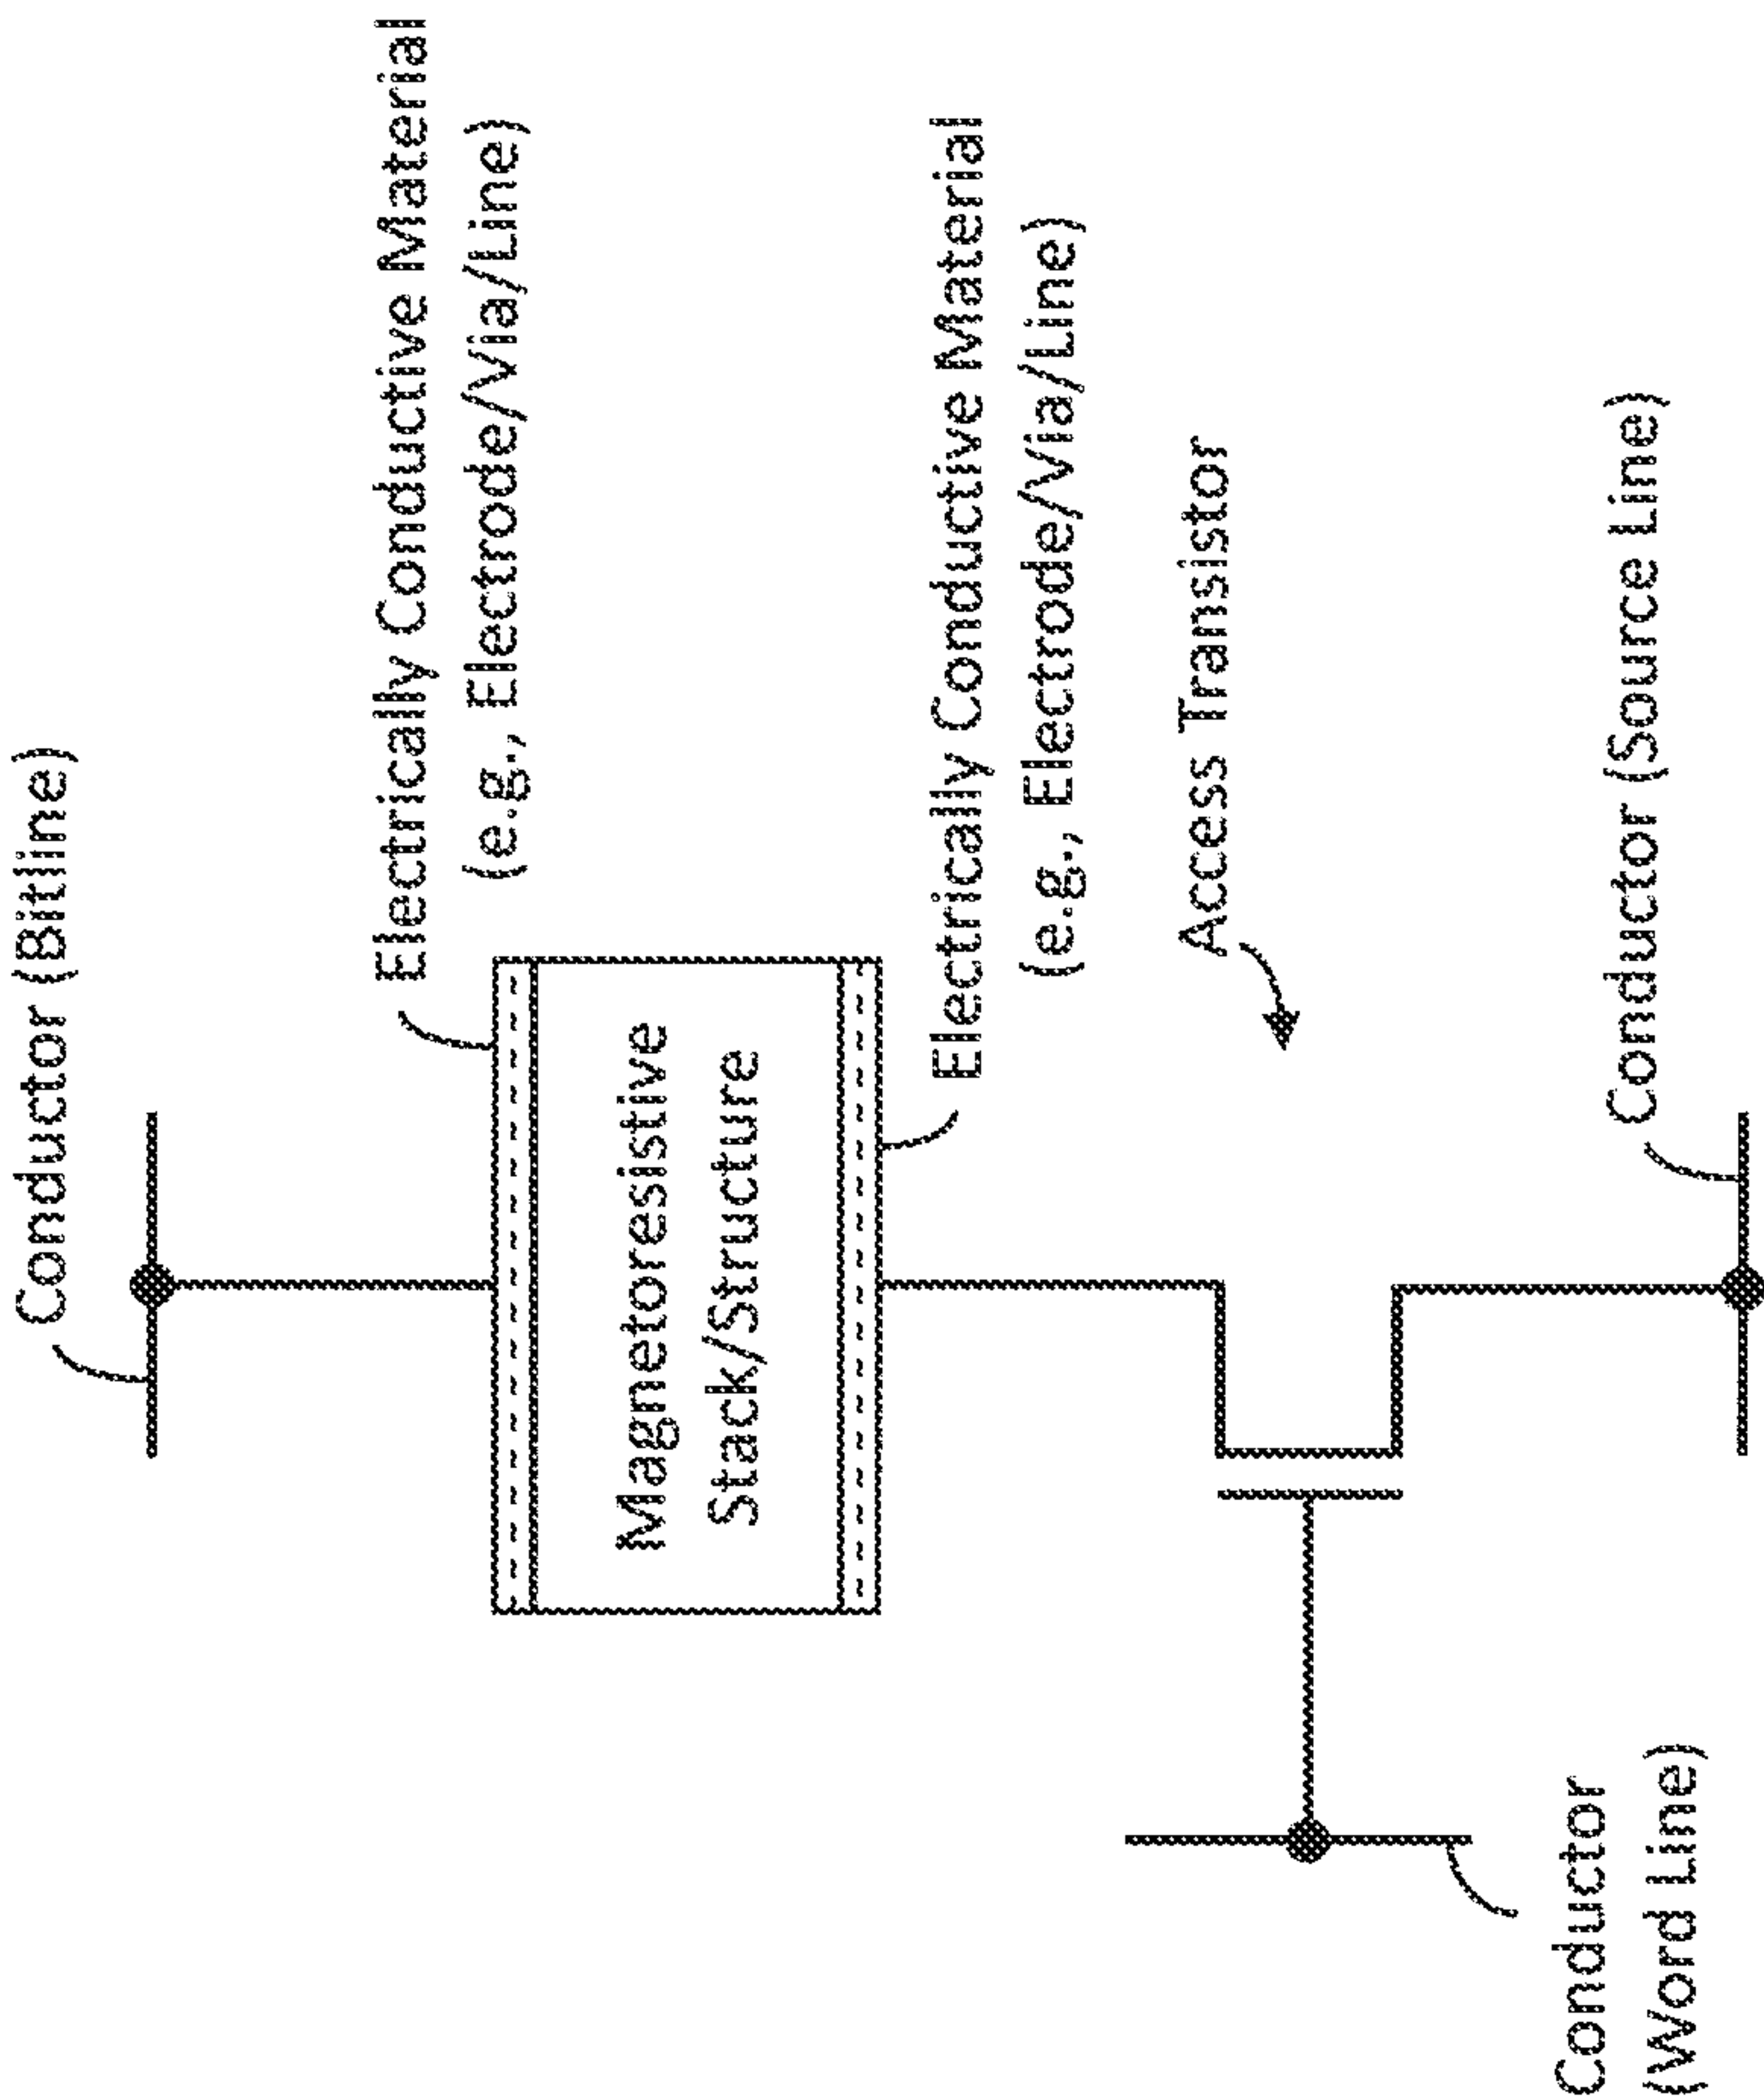 Conductor (Bitline)
Electrically Conductive Material
(e.g., Electrode/Via/Line)
Magnetoresistive
Stack/Structure
Electrically Conductive Material
(e.g., Electrode/Via/Line)
Access Transistor
Conductor
(Word Line)
Conductor (Source Line)